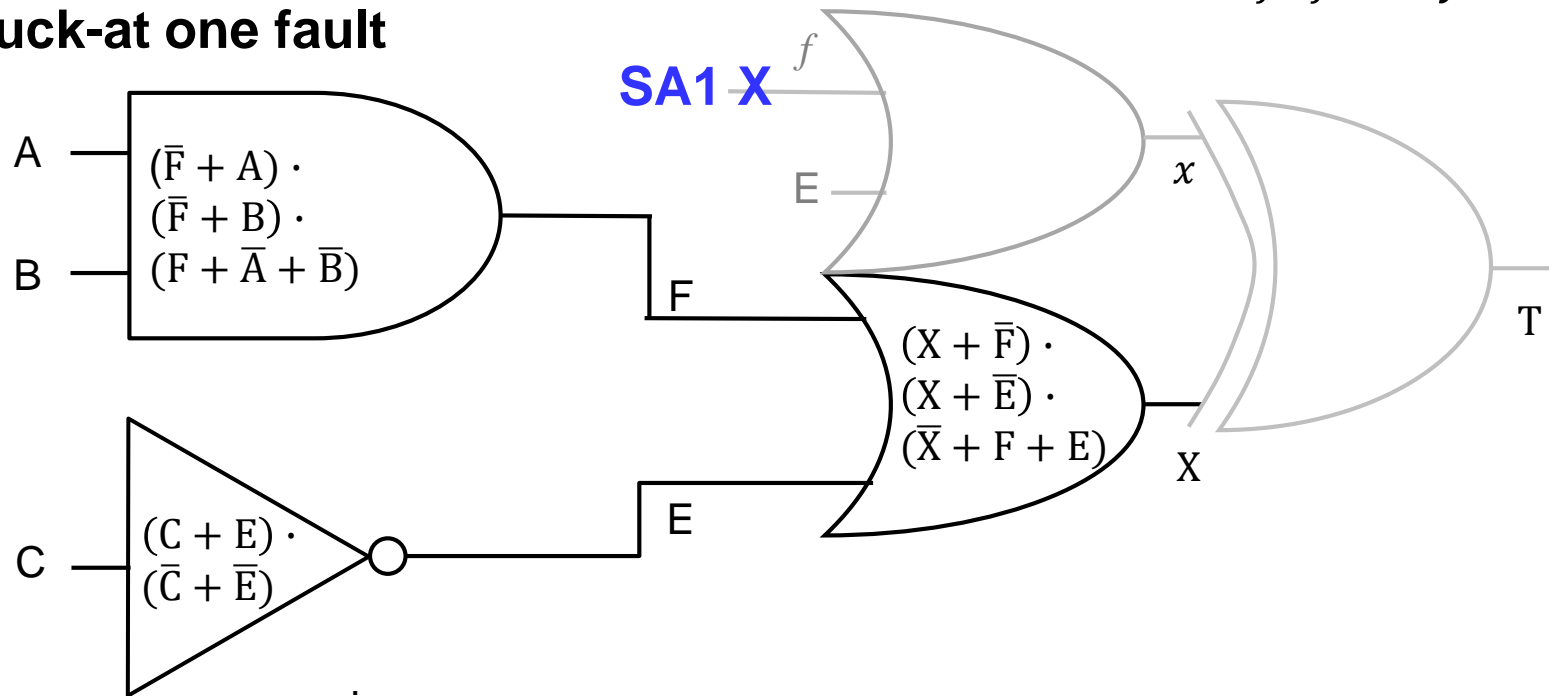 uck-at one fault
f
SA1 X
A
(F̅ + A) ·
(F̅ + B) ·
(F + A̅ + B̅)
B
E
x
F
T
(X + F̅) ·
(X + E̅) ·
(X̅ + F + E)
X
E
C
(C + E) ·
(C̅ + E̅)